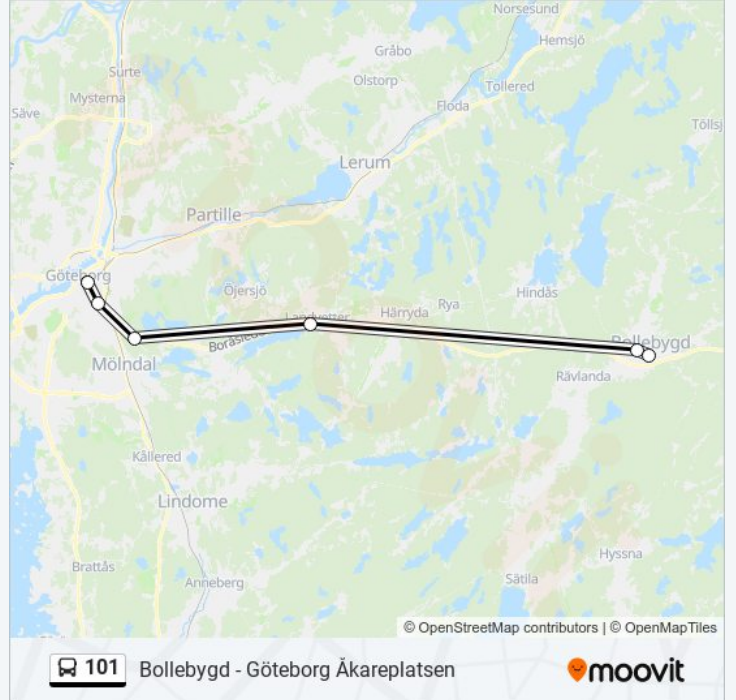 Norsesund
Hemsjö
Gråbo
Surte
Olstorp
Tollered
Mysterna
Floda
Säve
Töllsj
Lerum
Partille
Göteborg
Öjersjö
Hindås
Rya
Härryda
Landvetter
Bollebygd
Mölndal
Rävlanda
Kållered
Lindome
Hyssna
Brattås
Anneberg
Sätila
© OpenStreetMap contributors | © OpenMapTiles
101 Bollebygd - Göteborg Åkareplatsen moovit